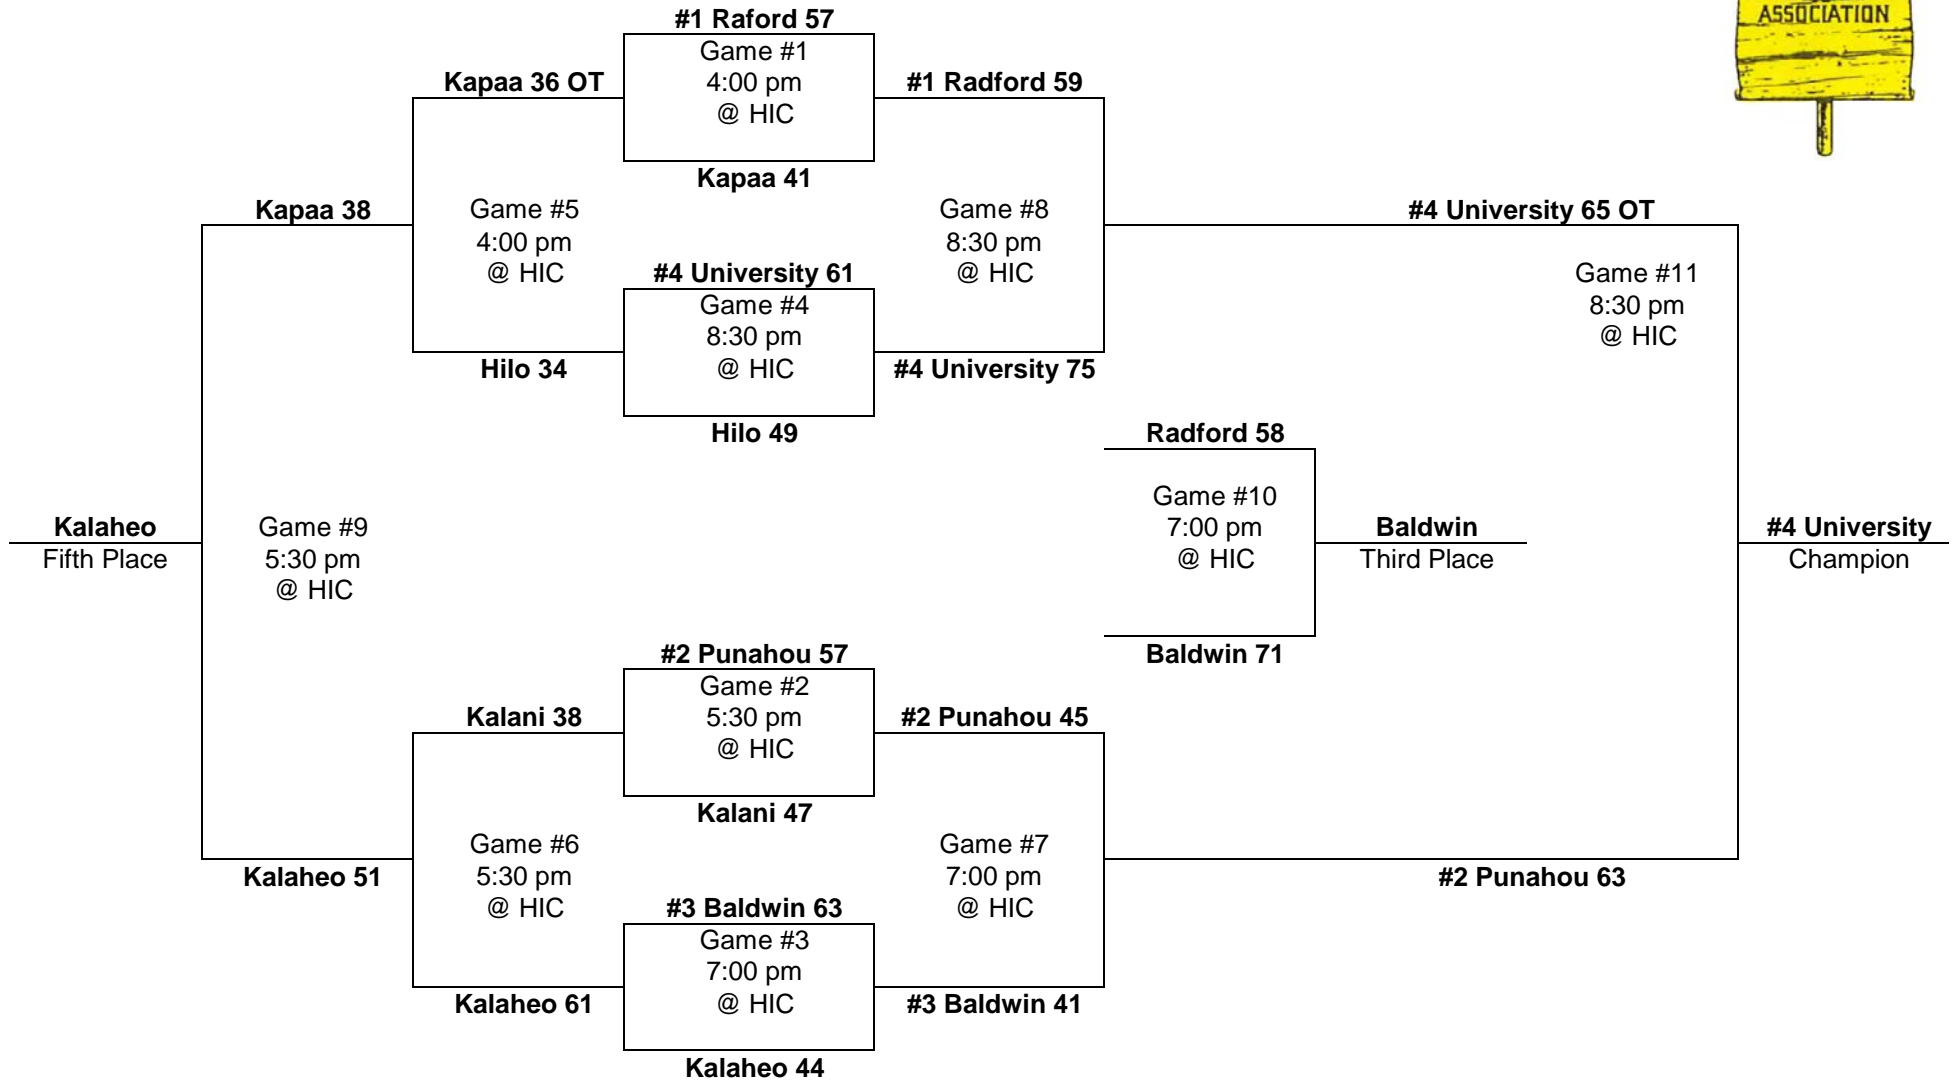 ASSOCIATION
#1 Raford 57
Game #1
4:00 pm
@ HIC
Kapaa 36 OT
#1 Radford 59
Kapaa 41
Kapaa 38
Game #5
4:00 pm
@ HIC
Game #8
8:30 pm
@ HIC
#4 University 65 OT
#4 University 61
Game #4
8:30 pm
@ HIC
Game #11
8:30 pm
@ HIC
Hilo 34
#4 University 75
Hilo 49
Radford 58
Game #10
7:00 pm
@ HIC
Kalaheo
Fifth Place
Game #9
5:30 pm
@ HIC
Baldwin
Third Place
#4 University
Champion
Baldwin 71
#2 Punahou 57
Game #2
5:30 pm
@ HIC
Kalani 38
#2 Punahou 45
Kalani 47
Game #6
5:30 pm
@ HIC
Game #7
7:00 pm
@ HIC
Kalaheo 51
#2 Punahou 63
#3 Baldwin 63
Game #3
7:00 pm
@ HIC
Kalaheo 61
#3 Baldwin 41
Kalaheo 44